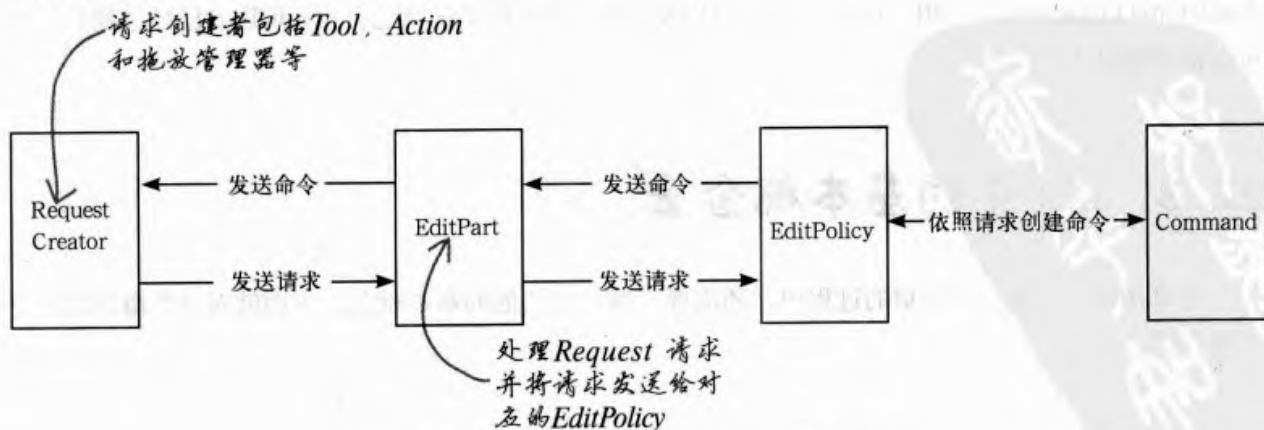 请求创建者包括Tool，Action
和拖放管理器等
发送命令
发送命令
Request
Creator
EditPart
EditPolicy
依照请求创建命令
Command
发送请求
发送请求
处理Request 请求
并将请求发送给对
应的EditPolicy